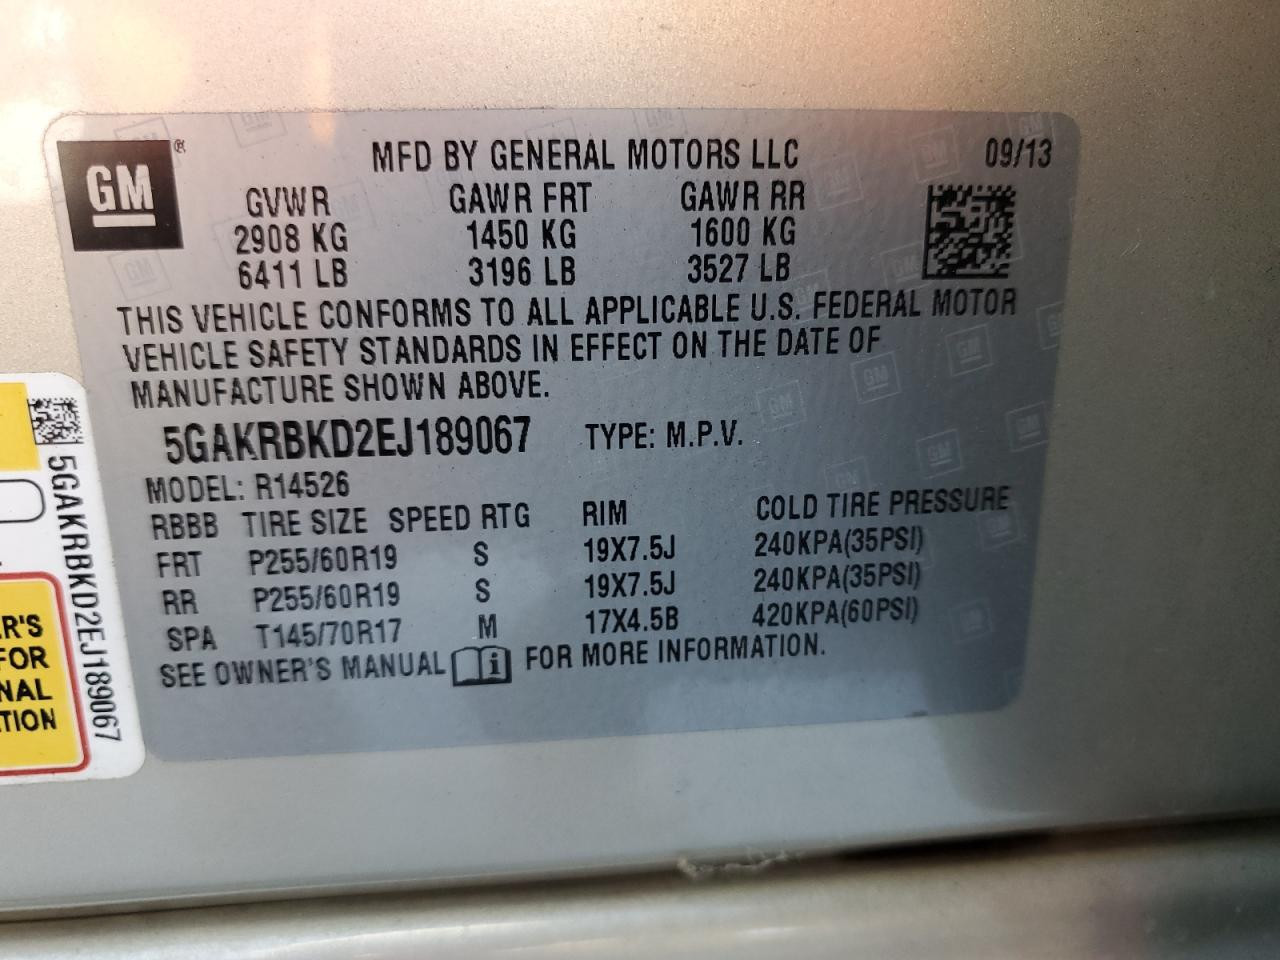 GM
MFD BY GENERAL MOTORS LLC 09/13
GVWR GAWR FRT GAWR RR
2908 KG 1450 KG 1600 KG
6411 LB 3196 LB 3527 LB
THIS VEHICLE CONFORMS TO ALL APPLICABLE U.S. FEDERAL MOTOR
VEHICLE SAFETY STANDARDS IN EFFECT ON THE DATE OF
MANUFACTURE SHOWN ABOVE.
5GAKRBKD2EJ189067 TYPE: M.P.V.
MODEL: R14526
RBBB TIRE SIZE SPEED RTG RIM COLD TIRE PRESSURE
FRT P255/60R19 S 19X7.5J 240KPA(35PSI)
RR P255/60R19 S 19X7.5J 240KPA(35PSI)
SPA T145/70R17 M 17X4.5B 420KPA(60PSI)
SEE OWNER'S MANUAL i FOR MORE INFORMATION.
5GAKRBKD2EJ189067
R'S
FOR
NAL
TION